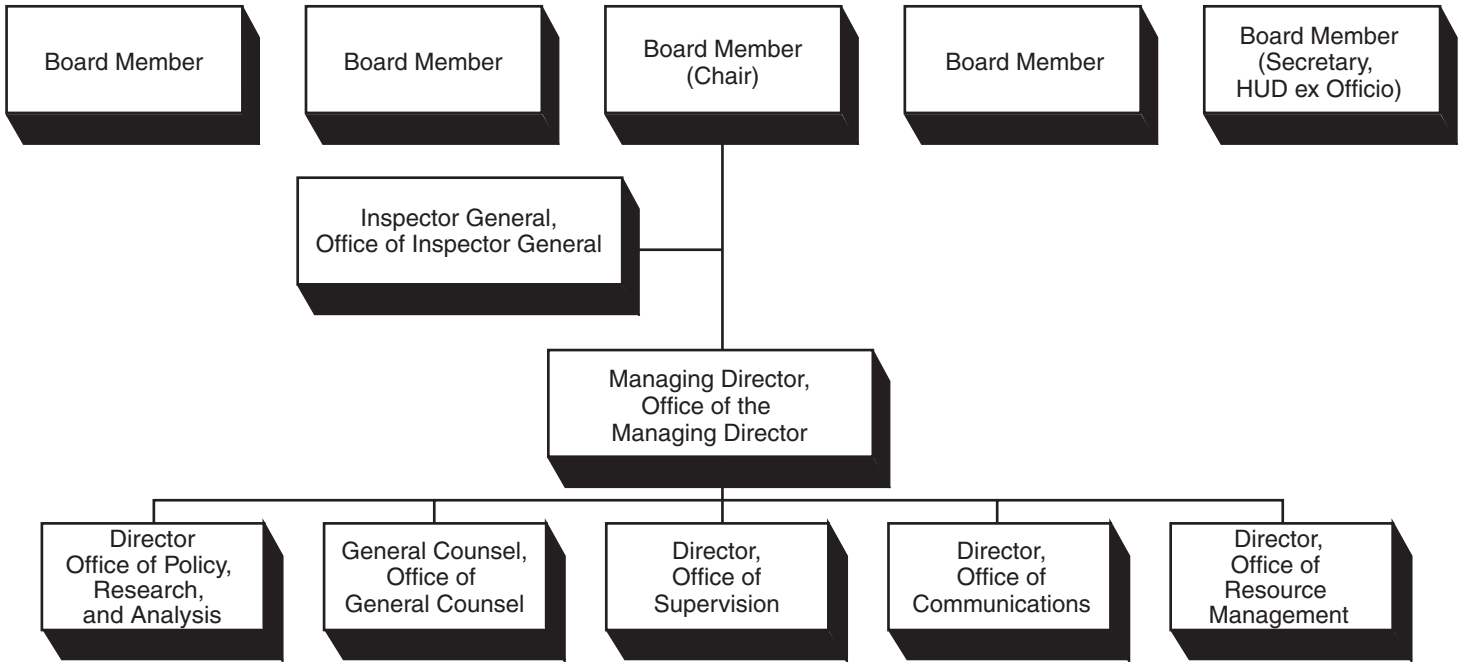 Board Member
Board Member
Board Member
(Chair)
Board Member
Board Member
(Secretary,
HUD ex Officio)
Inspector General,
Office of Inspector General
Managing Director,
Office of the
Managing Director
Director
Office of Policy,
Research,
and Analysis
General Counsel,
Office of
General Counsel
Director,
Office of
Supervision
Director,
Office of
Communications
Director,
Office of
Resource
Management